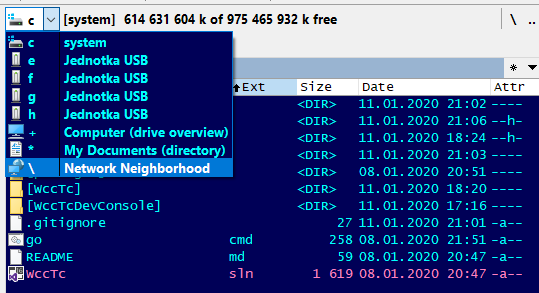 c [system] 614 631 604 k of 975 465 932 k free \ ..
c system
e Jednotka USB
f Jednotka USB
g Jednotka USB
h Jednotka USB
+ Computer (drive overview)
* My Documents (directory)
\ Network Neighborhood
* 
Ext Size Date Attr
<DIR> 11.01.2020 21:02 ----
<DIR> 11.01.2020 21:06 --h-
<DIR> 11.01.2020 18:24 --h-
<DIR> 11.01.2020 21:03 ----
<DIR> 08.01.2020 20:51 ----
[WccTc] <DIR> 11.01.2020 18:20 ----
[WccTcDevConsole] <DIR> 11.01.2020 17:16 ----
.gitignore 27 11.01.2020 21:01 -a--
go cmd 258 08.01.2020 21:51 -a--
README md 59 08.01.2020 20:47 -a--
WccTc sln 1 619 08.01.2020 20:47 -a--